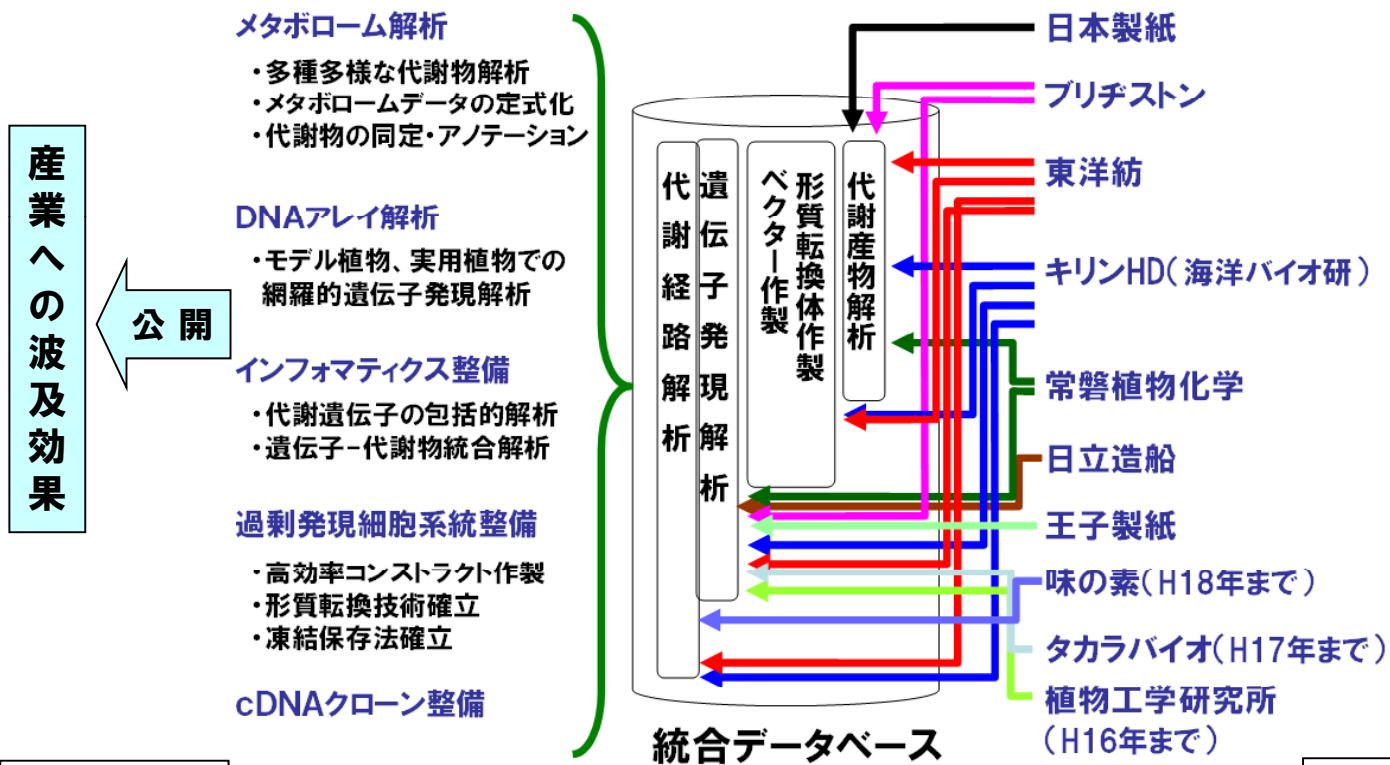 産業への波及効果
公開
メタボローム解析
・多種多様な代謝物解析
・メタボロームデータの定式化
・代謝物の同定・アノテーション
DNAアレイ解析
・モデル植物、実用植物での
網羅的遺伝子発現解析
インフォマティクス整備
・代謝遺伝子の包括的解析
・遺伝子-代謝物統合解析
過剰発現細胞系統整備
・高効率コンストラクト作製
・形質転換技術確立
・凍結保存法確立
cDNAクローン整備
代謝経路解析
遺伝子発現解析
形質転換体作製
ベクター作製
代謝産物解析
統合データベース
日本製紙
ブリヂストン
東洋紡
キリンHD(海洋バイオ研)
常磐植物化学
日立造船
王子製紙
味の素(H18年まで)
タカラバイオ(H17年まで)
植物工学研究所
(H16年まで)